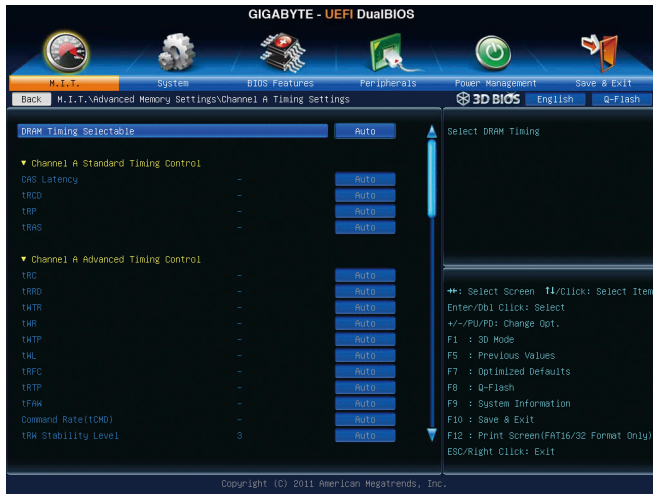 GIGABYTE - UEFI DualBIOS
M.I.T. System BIOS Features Peripherals Power Management Save & Exit
Back M.I.T.\Advanced Memory Settings\Channel A Timing Settings 3D BIOS English Q-Flash
DRAM Timing Selectable Auto Select DRAM Timing
▼ Channel A Standard Timing Control
CAS Latency - Auto
tRCD - Auto
tRP - Auto
tRAS - Auto
▼ Channel A Advanced Timing Control
tRC - Auto
tRRD - Auto
tWTR - Auto
tWR - Auto
tWTP - Auto
tWL - Auto
tRFC - Auto
tRTP - Auto
tFAW - Auto
Command Rate(tCMD) - Auto
tRW Stability Level 3 Auto
→←: Select Screen ↑↓/Click: Select Item
Enter/Dbl Click: Select
+/-/PU/PD: Change Opt.
F1 : 3D Mode
F5 : Previous Values
F7 : Optimized Defaults
F8 : Q-Flash
F9 : System Information
F10 : Save & Exit
F12 : Print Screen(FAT16/32 Format Only)
ESC/Right Click: Exit
Copyright (C) 2011 American Megatrends, Inc.